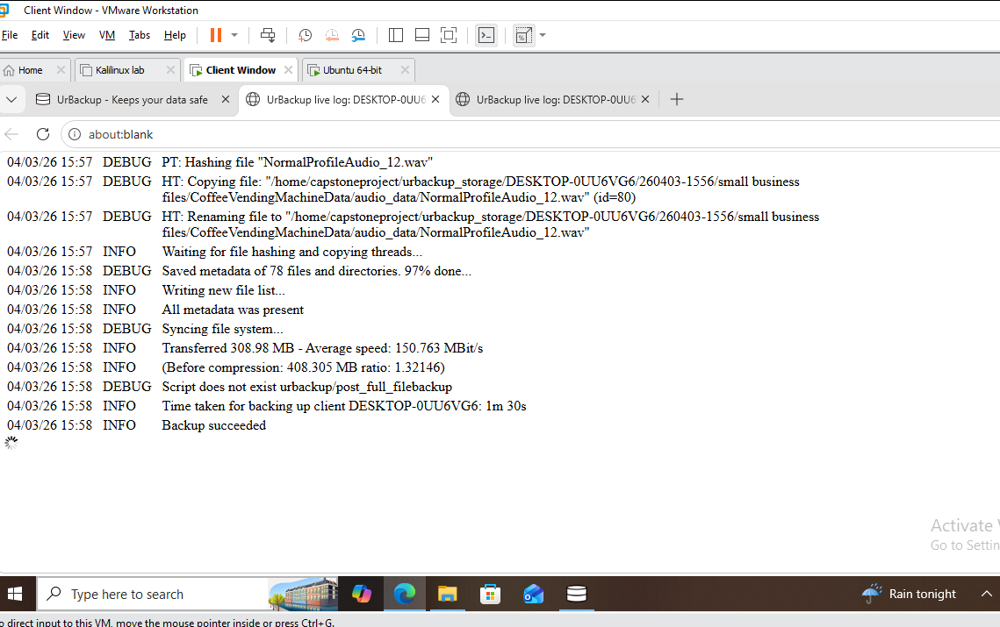 Client Window - VMware Workstation
File Edit View VM Tabs Help
Home Kalilinux lab Client Window Ubuntu 64-bit
UrBackup - Keeps your data safe UrBackup live log: DESKTOP-0UU6 UrBackup live log: DESKTOP-0UU6
about:blank
04/03/26 15:57 DEBUG PT: Hashing file "NormalProfileAudio_12.wav"
04/03/26 15:57 DEBUG HT: Copying file: "/home/capstoneproject/urbackup_storage/DESKTOP-0UU6VG6/260403-1556/small business
files/CoffeeVendingMachineData/audio_data/NormalProfileAudio_12.wav" (id=80)
04/03/26 15:57 DEBUG HT: Renaming file to "/home/capstoneproject/urbackup_storage/DESKTOP-0UU6VG6/260403-1556/small business
files/CoffeeVendingMachineData/audio_data/NormalProfileAudio_12.wav"
04/03/26 15:57 INFO Waiting for file hashing and copying threads...
04/03/26 15:58 DEBUG Saved metadata of 78 files and directories. 97% done...
04/03/26 15:58 INFO Writing new file list...
04/03/26 15:58 INFO All metadata was present
04/03/26 15:58 DEBUG Syncing file system...
04/03/26 15:58 INFO Transferred 308.98 MB - Average speed: 150.763 MBit/s
04/03/26 15:58 INFO (Before compression: 408.305 MB ratio: 1.32146)
04/03/26 15:58 DEBUG Script does not exist urbackup/post_full_filebackup
04/03/26 15:58 INFO Time taken for backing up client DESKTOP-0UU6VG6: 1m 30s
04/03/26 15:58 INFO Backup succeeded
Activate
Go to Settin
Type here to search
Rain tonight
o direct input to this VM, move the mouse pointer inside or press Ctrl+G.